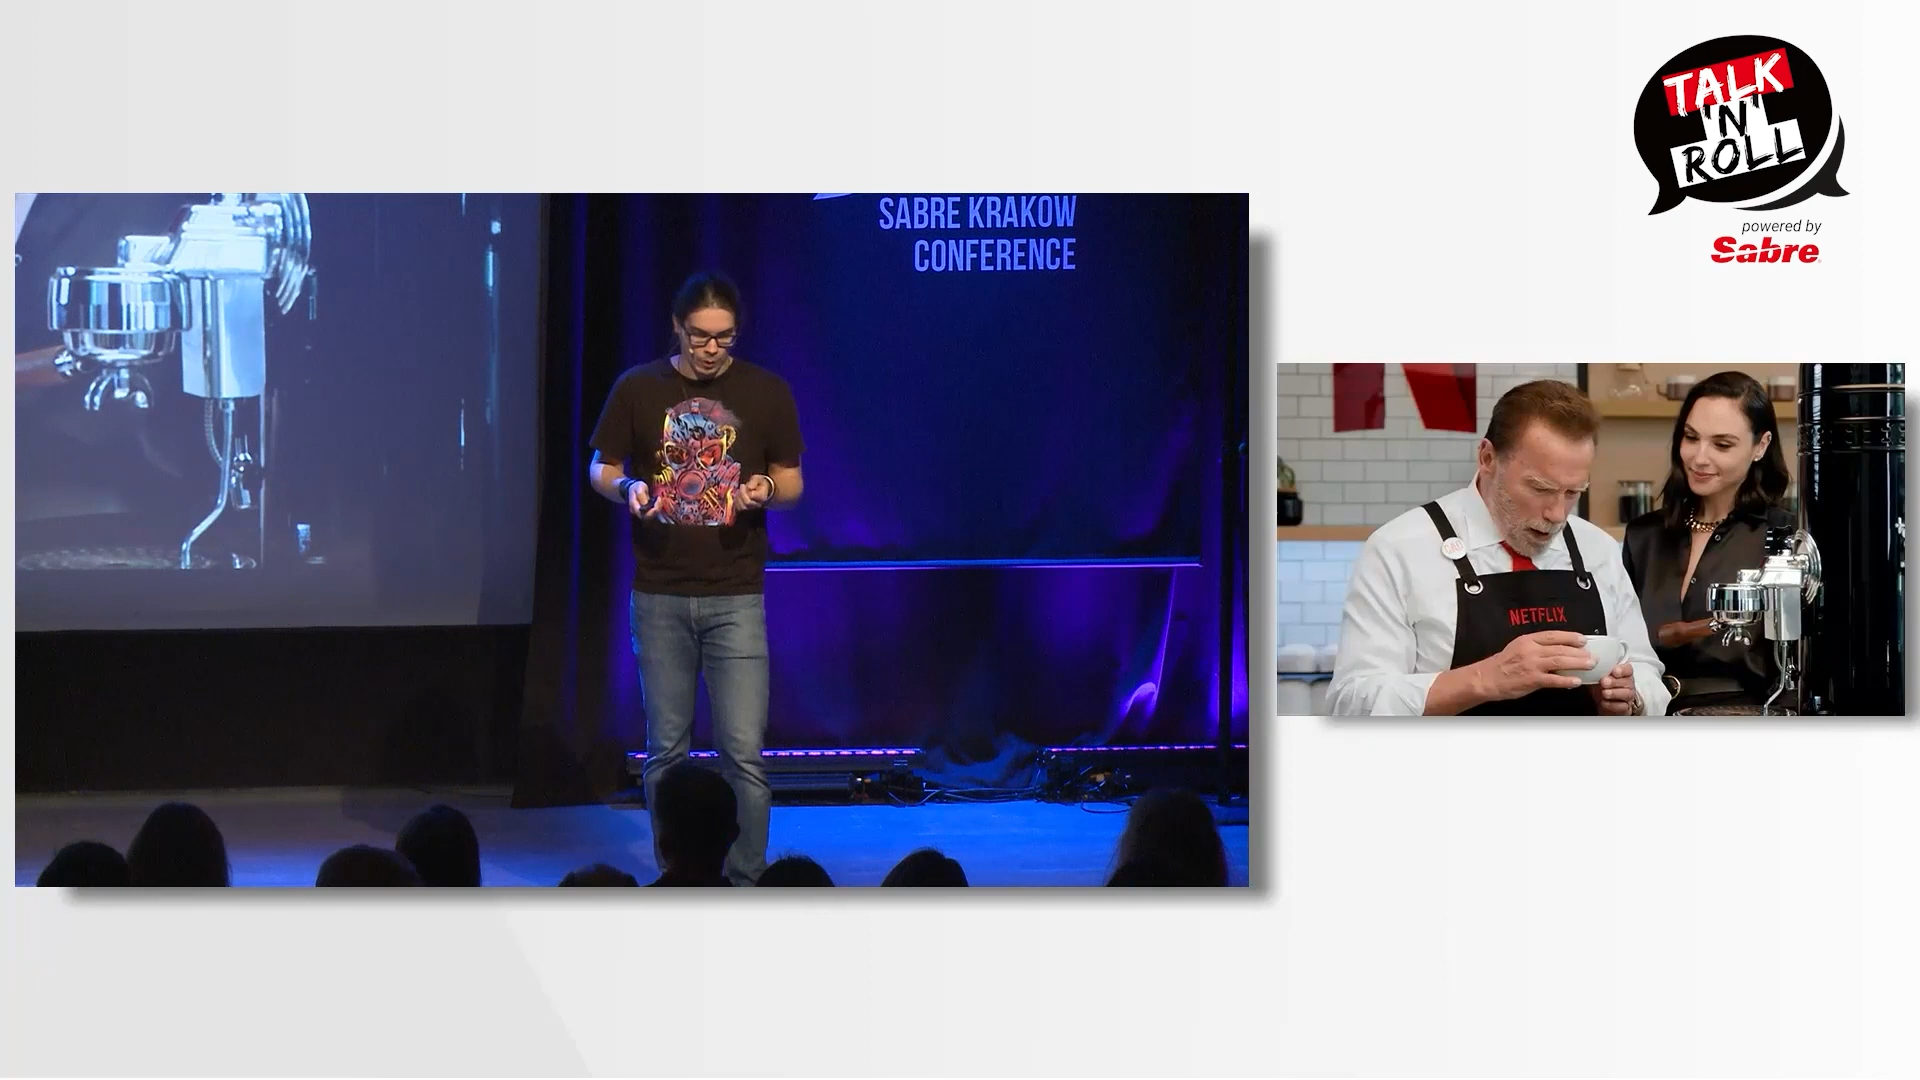 TALK
'N'
ROLL
powered by
Sabre
SABRE KRAKOW
CONFERENCE
NETFLIX